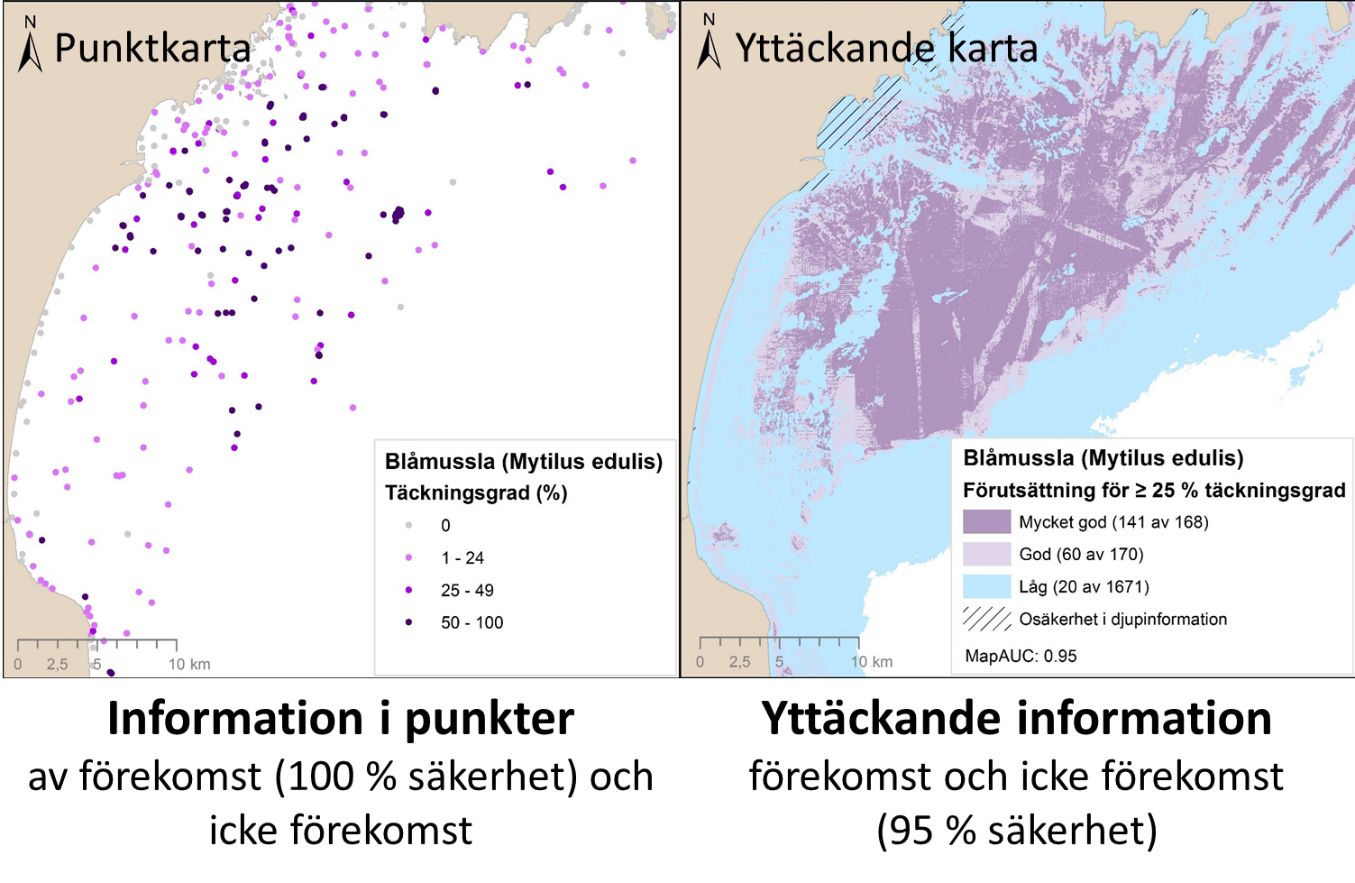 N
Punktkarta
Blåmussla (Mytilus edulis)
Täckningsgrad (%)
0
1 - 24
25 - 49
50 - 100
0 2,5 5 10 km
N
Yttäckande karta
Blåmussla (Mytilus edulis)
Förutsättning för ≥ 25 % täckningsgrad
Mycket god (141 av 168)
God (60 av 170)
Låg (20 av 1671)
Osäkerhet i djupinformation
MapAUC: 0.95
0 2,5 5 10 km
Information i punkter
av förekomst (100 % säkerhet) och
icke förekomst
Yttäckande information
förekomst och icke förekomst
(95 % säkerhet)